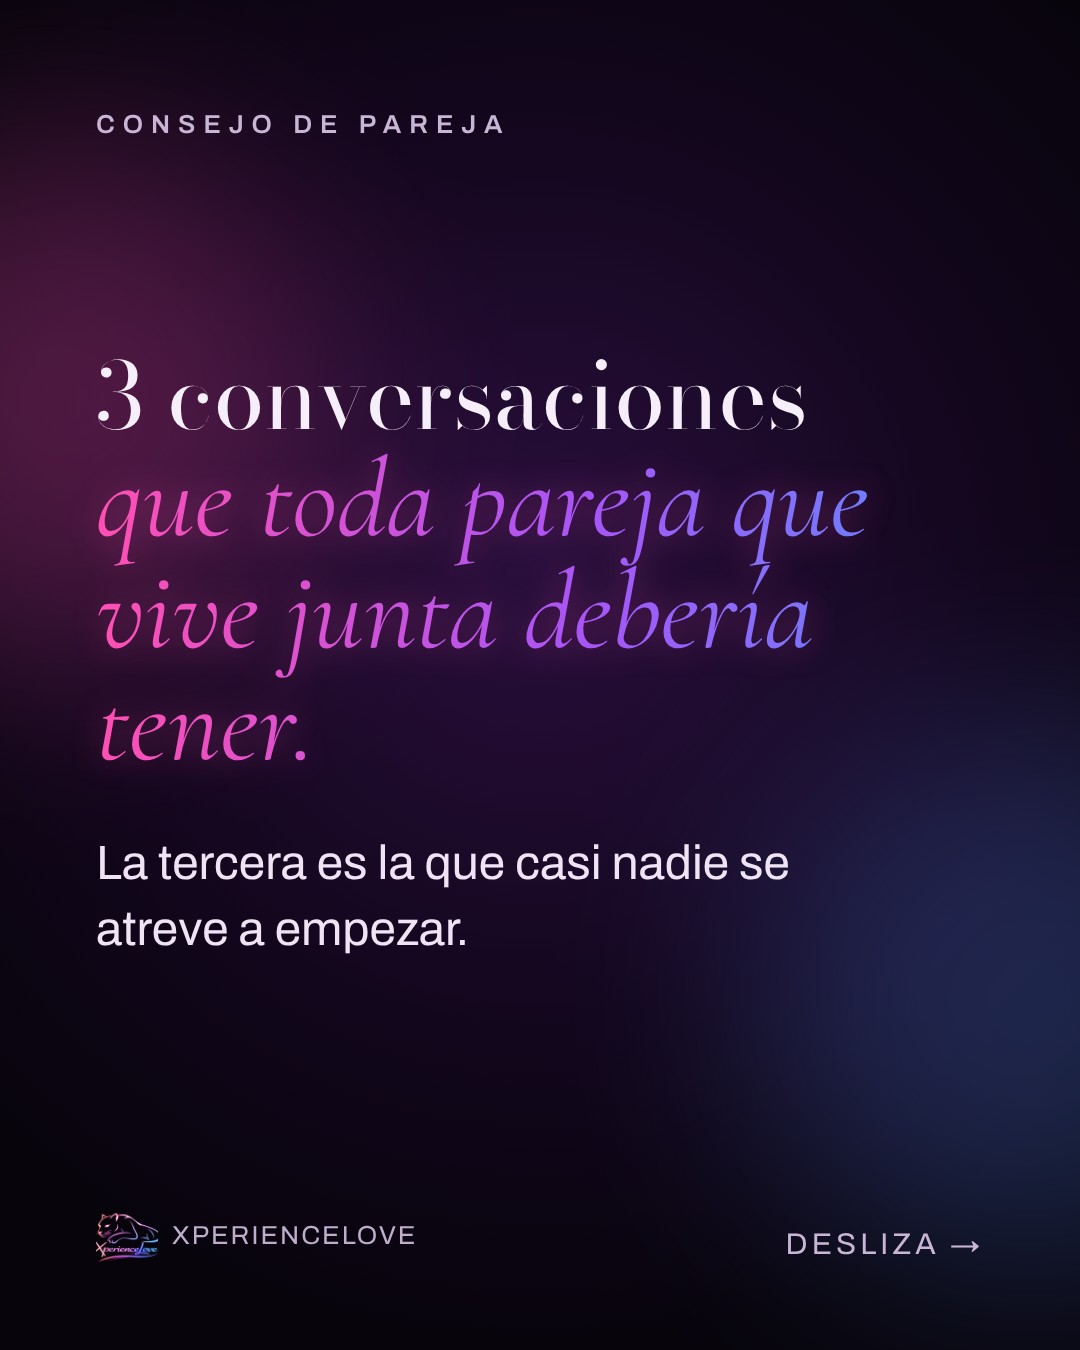 CONSEJO DE PAREJA
3 conversaciones
que toda pareja que
vive junta debería
tener.
La tercera es la que casi nadie se
atreve a empezar.
XperienceLove
XPERIENCELOVE
DESLIZA →